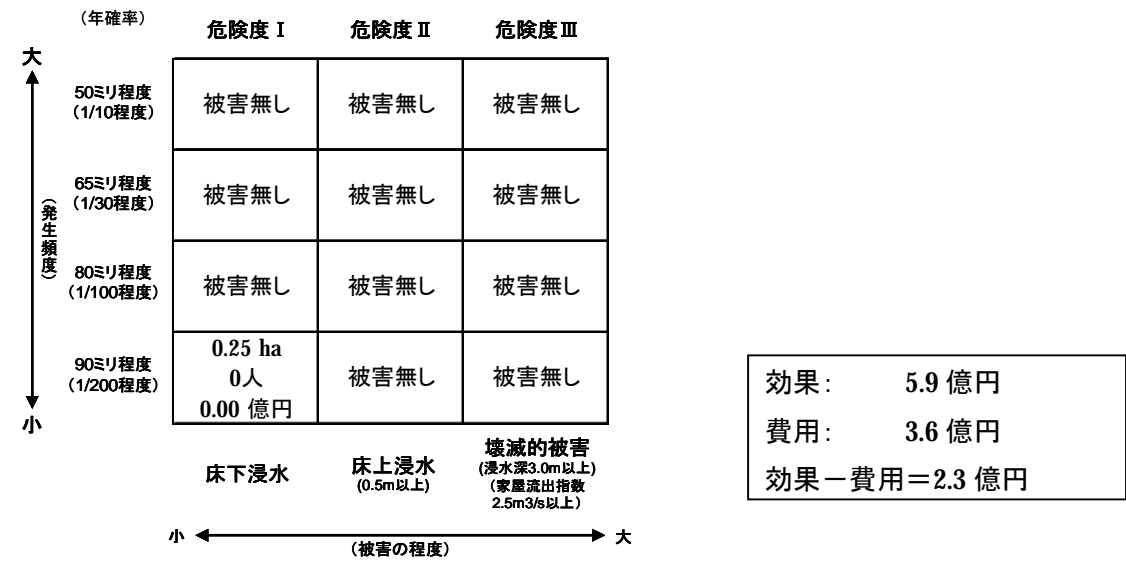 （年確率）
危険度Ⅰ 危険度Ⅱ 危険度Ⅲ
大
50ミリ程度
（1/10程度）
被害無し 被害無し 被害無し
65ミリ程度
（1/30程度）
被害無し 被害無し 被害無し
（発生頻度）
80ミリ程度
（1/100程度）
被害無し 被害無し 被害無し
90ミリ程度
（1/200程度）
0.25 ha
0人
0.00 億円
被害無し 被害無し
小
床下浸水
床上浸水
(0.5m以上)
壊滅的被害
(浸水深3.0m以上)
（家屋流出指数
2.5m3/s以上）
小 大
（被害の程度）
効果： 5.9 億円
費用： 3.6 億円
効果－費用＝2.3 億円